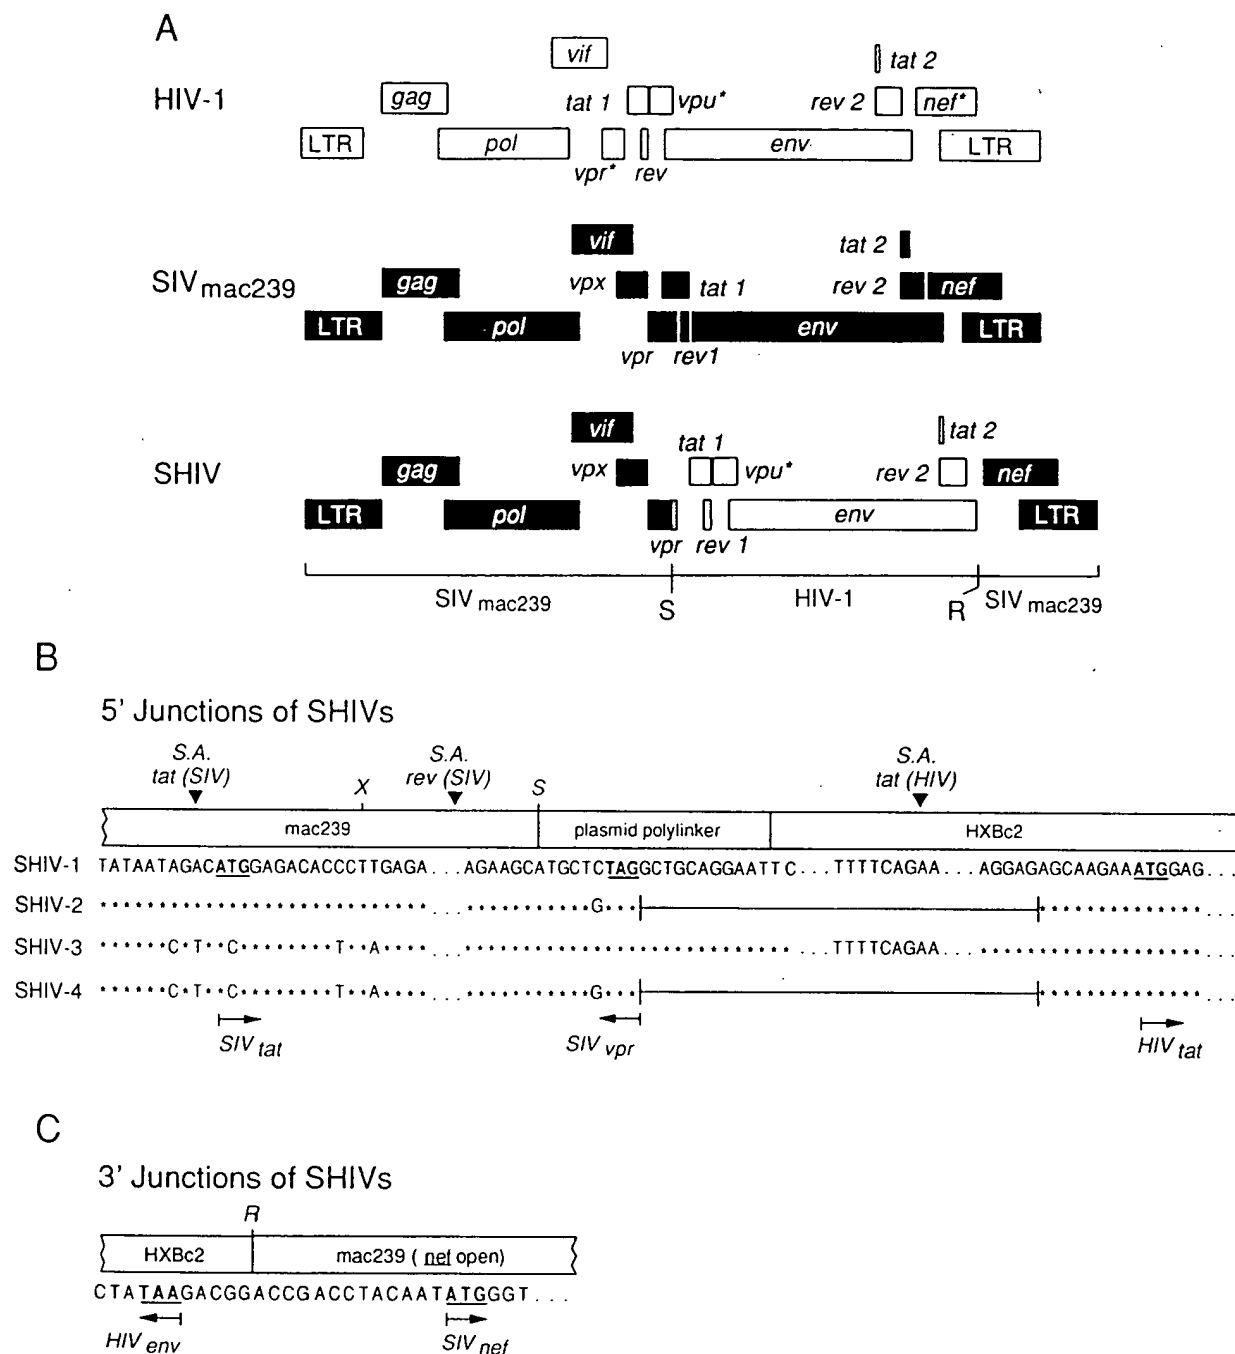 A
vif
tat 2
HIV-1
gag
tat 1
vpu*
rev 2
nef*
LTR
pol
env
LTR
vpr*
rev
vif
tat 2
SIVmac239
gag
vpx
tat 1
rev 2
nef
LTR
pol
env
LTR
vpr
rev1
vif
tat 1
tat 2
SHIV
gag
vpx
vpu*
rev 2
nef
LTR
pol
env
LTR
vpr
rev 1
SIVmac239
S
HIV-1
R
SIVmac239
B
5' Junctions of SHIVs
S.A.
tat (SIV)
X
S.A.
rev (SIV)
S
S.A.
tat (HIV)
mac239
plasmid polylinker
HXBc2
SHIV-1 TATAATAGACATGGAGACACCCTTGAGA...AGAAGCATGCTCTAGGCTGCAGGAATTC...TTTTCAGAA...AGGAGAGCAAGAAATGGAG...
SHIV-2 ... G ...
SHIV-3 C T C T A ... ...TTTTCAGAA... ...
SHIV-4 C T C T A ... G ...
SIV tat
SIV vpr
HIV tat
C
3' Junctions of SHIVs
R
HXBc2
mac239 ( nef open)
CTATAAGACGGACCGACCTACAATATGGGT...
HIV env
SIV nef